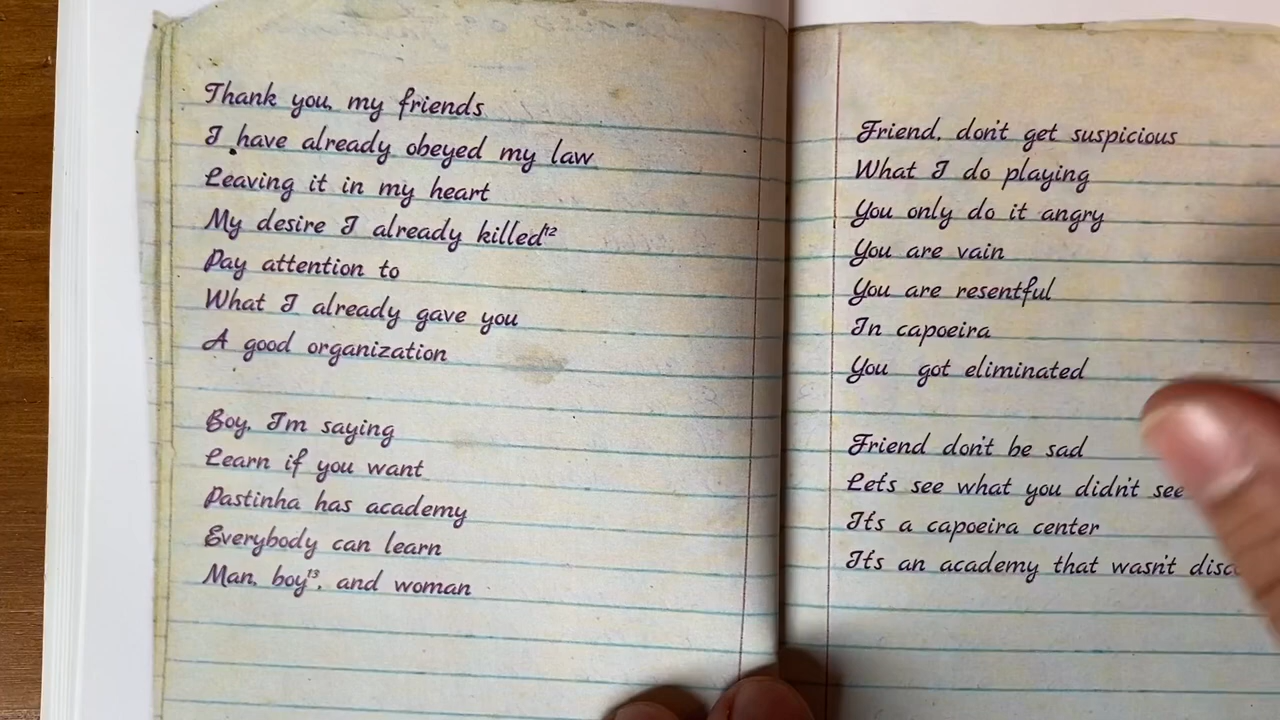 Thank you, my friends
I have already obeyed my law
Leaving it in my heart
My desire I already killed¹²
Pay attention to
What I already gave you
A good organization
Boy, I'm saying
Learn if you want
Pastinha has academy
Everybody can learn
Man, boy¹³, and woman
Friend, don't get suspicious
What I do playing
You only do it angry
You are vain
You are resentful
In capoeira
You got eliminated
Friend don't be sad
Let's see what you didn't see
It's a capoeira center
It's an academy that wasn't